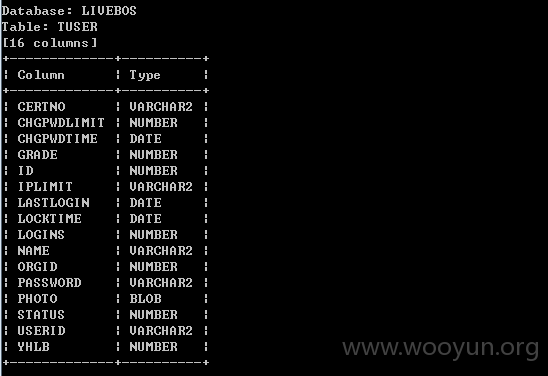 Database: LIVEBOS
Table: TUSER
[16 columns]
+--------------+----------+
¦ Column ¦ Type ¦
+--------------+----------+
¦ CERTNO ¦ VARCHAR2 ¦
¦ CHGPWDLIMIT ¦ NUMBER ¦
¦ CHGPWDTIME ¦ DATE ¦
¦ GRADE ¦ NUMBER ¦
¦ ID ¦ NUMBER ¦
¦ IPLIMIT ¦ VARCHAR2 ¦
¦ LASTLOGIN ¦ DATE ¦
¦ LOCKTIME ¦ DATE ¦
¦ LOGINS ¦ NUMBER ¦
¦ NAME ¦ VARCHAR2 ¦
¦ ORGID ¦ NUMBER ¦
¦ PASSWORD ¦ VARCHAR2 ¦
¦ PHOTO ¦ BLOB ¦
¦ STATUS ¦ NUMBER ¦
¦ USERID ¦ VARCHAR2 ¦
¦ YHLB ¦ NUMBER ¦
+--------------+----------+
www.wooyun.org